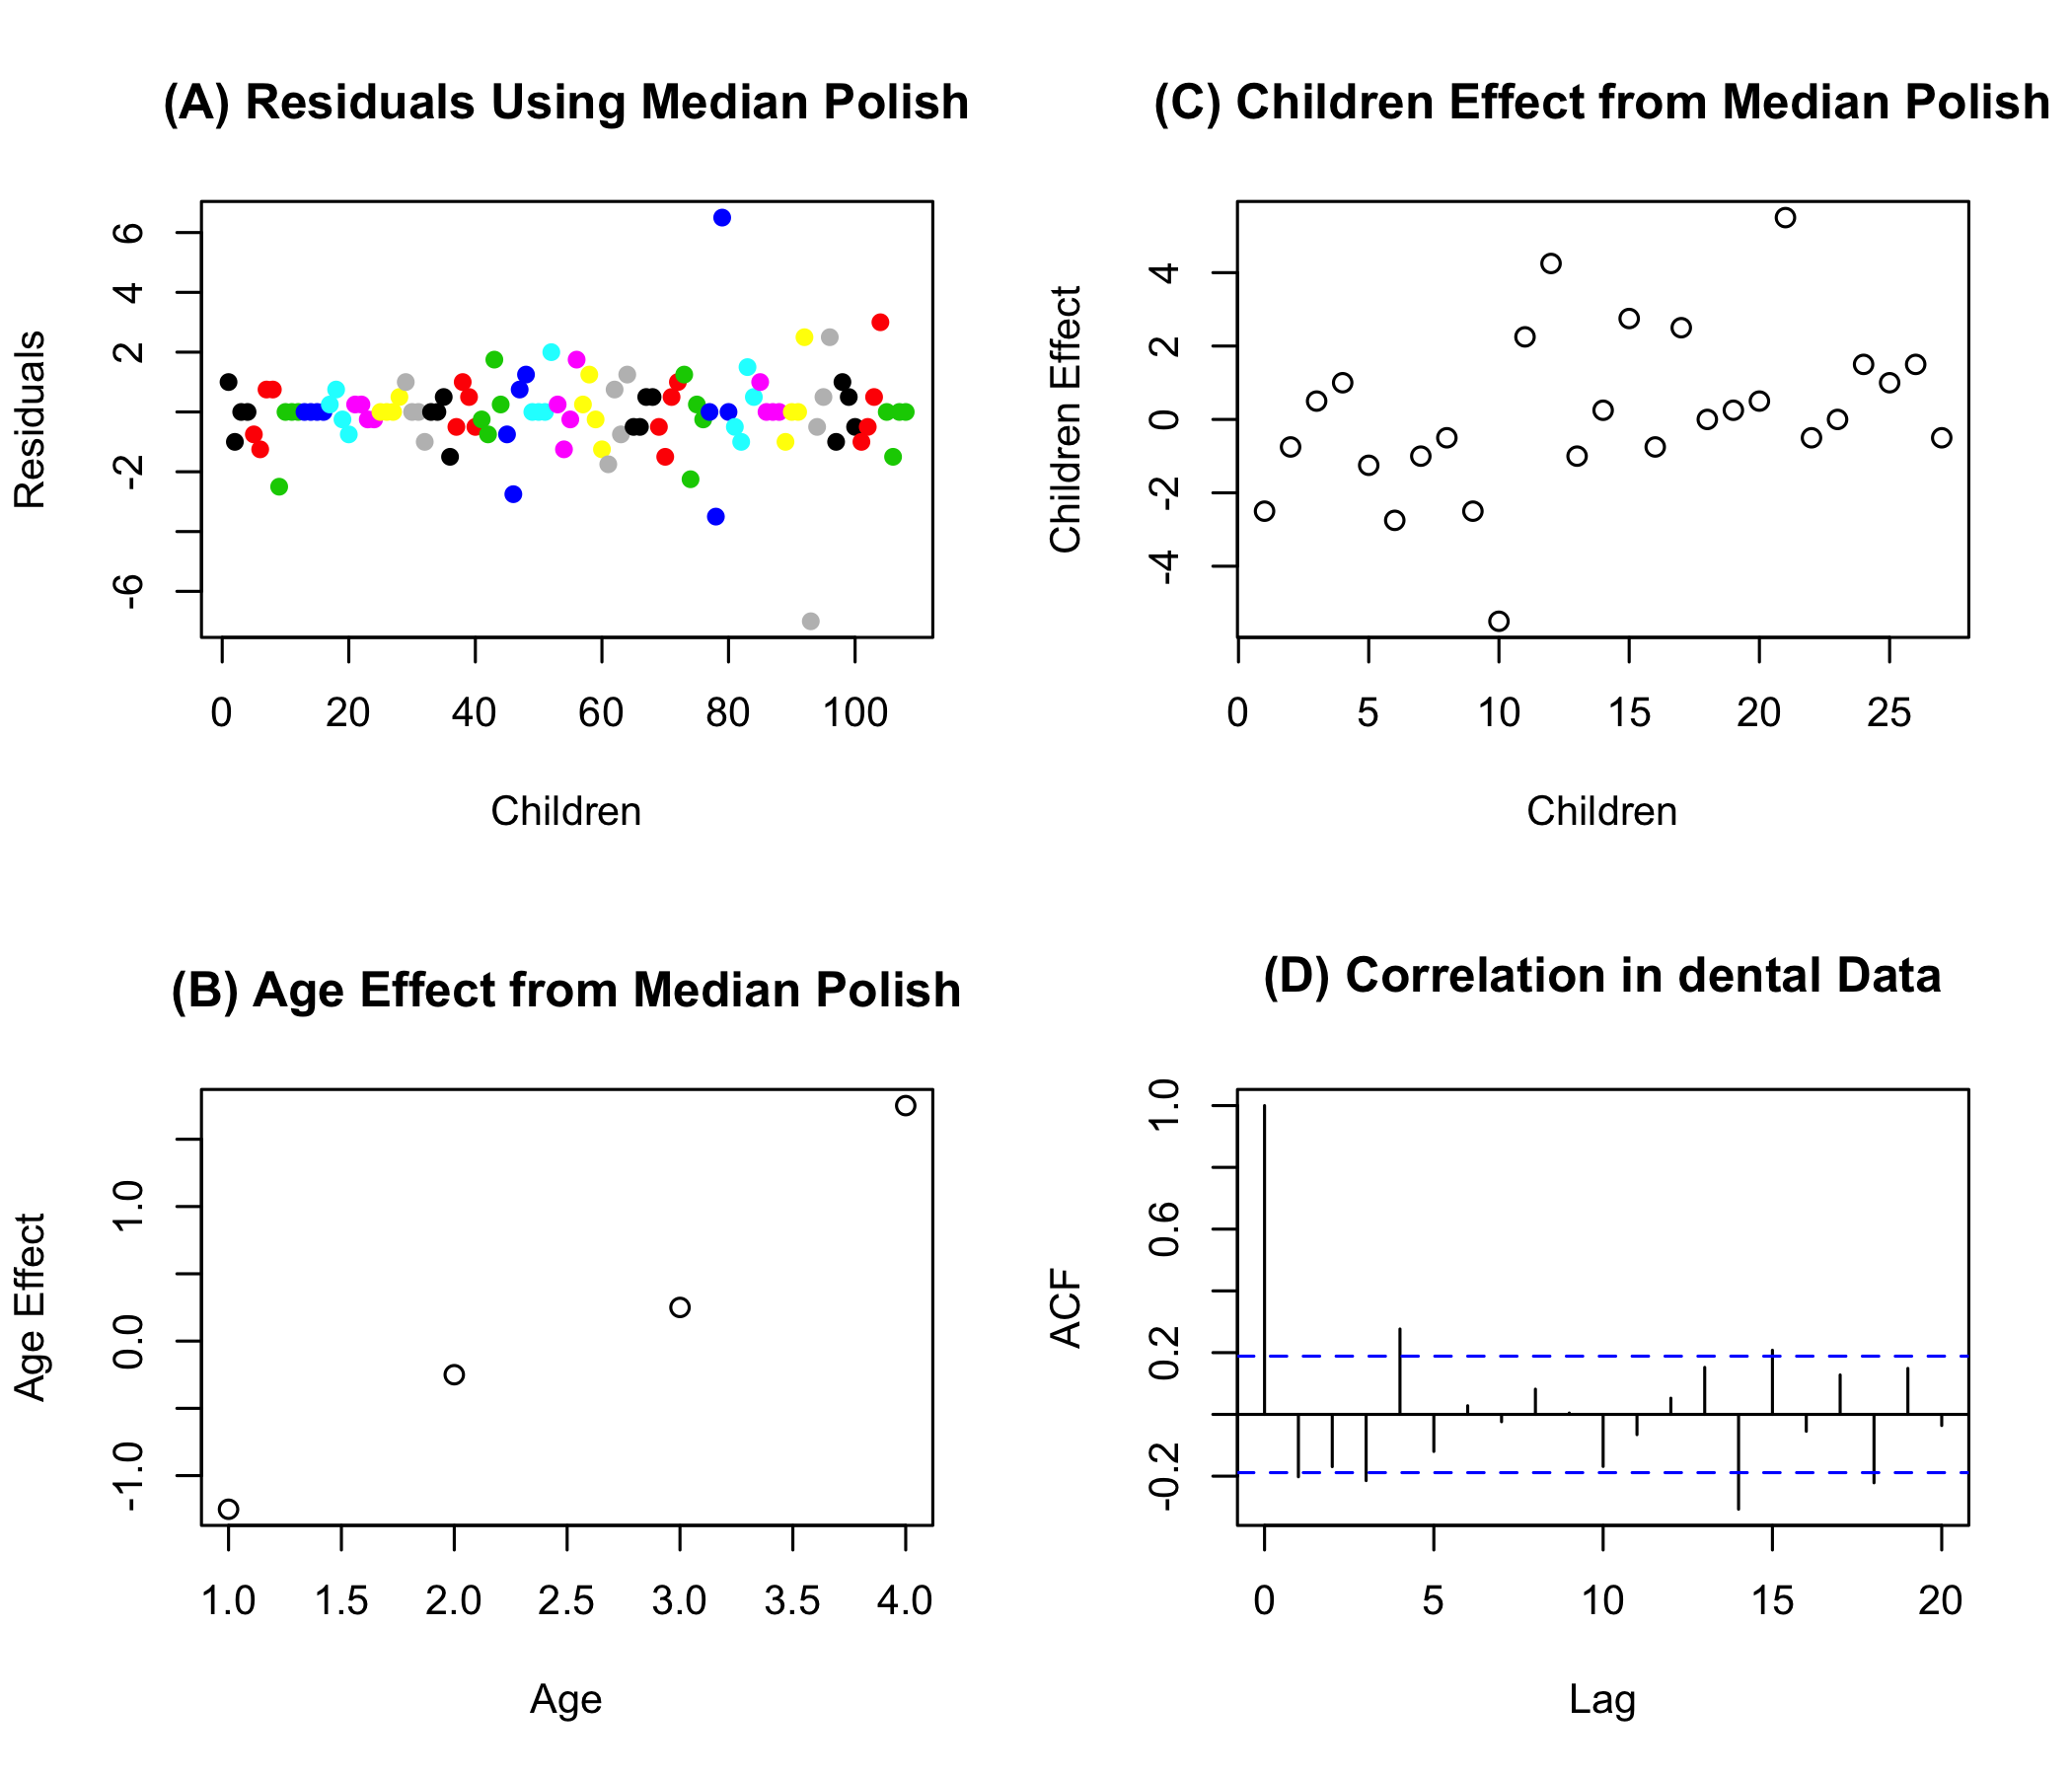 (A) Residuals Using Median Polish
Residuals
6
4
2
-2
-6
0 20 40 60 80 100
Children
(C) Children Effect from Median Polish
Children Effect
4
2
0
-2
-4
0 5 10 15 20 25
Children
(B) Age Effect from Median Polish
Age Effect
1.0
0.0
-1.0
1.0 1.5 2.0 2.5 3.0 3.5 4.0
Age
(D) Correlation in dental Data
ACF
1.0
0.6
0.2
-0.2
0 5 10 15 20
Lag